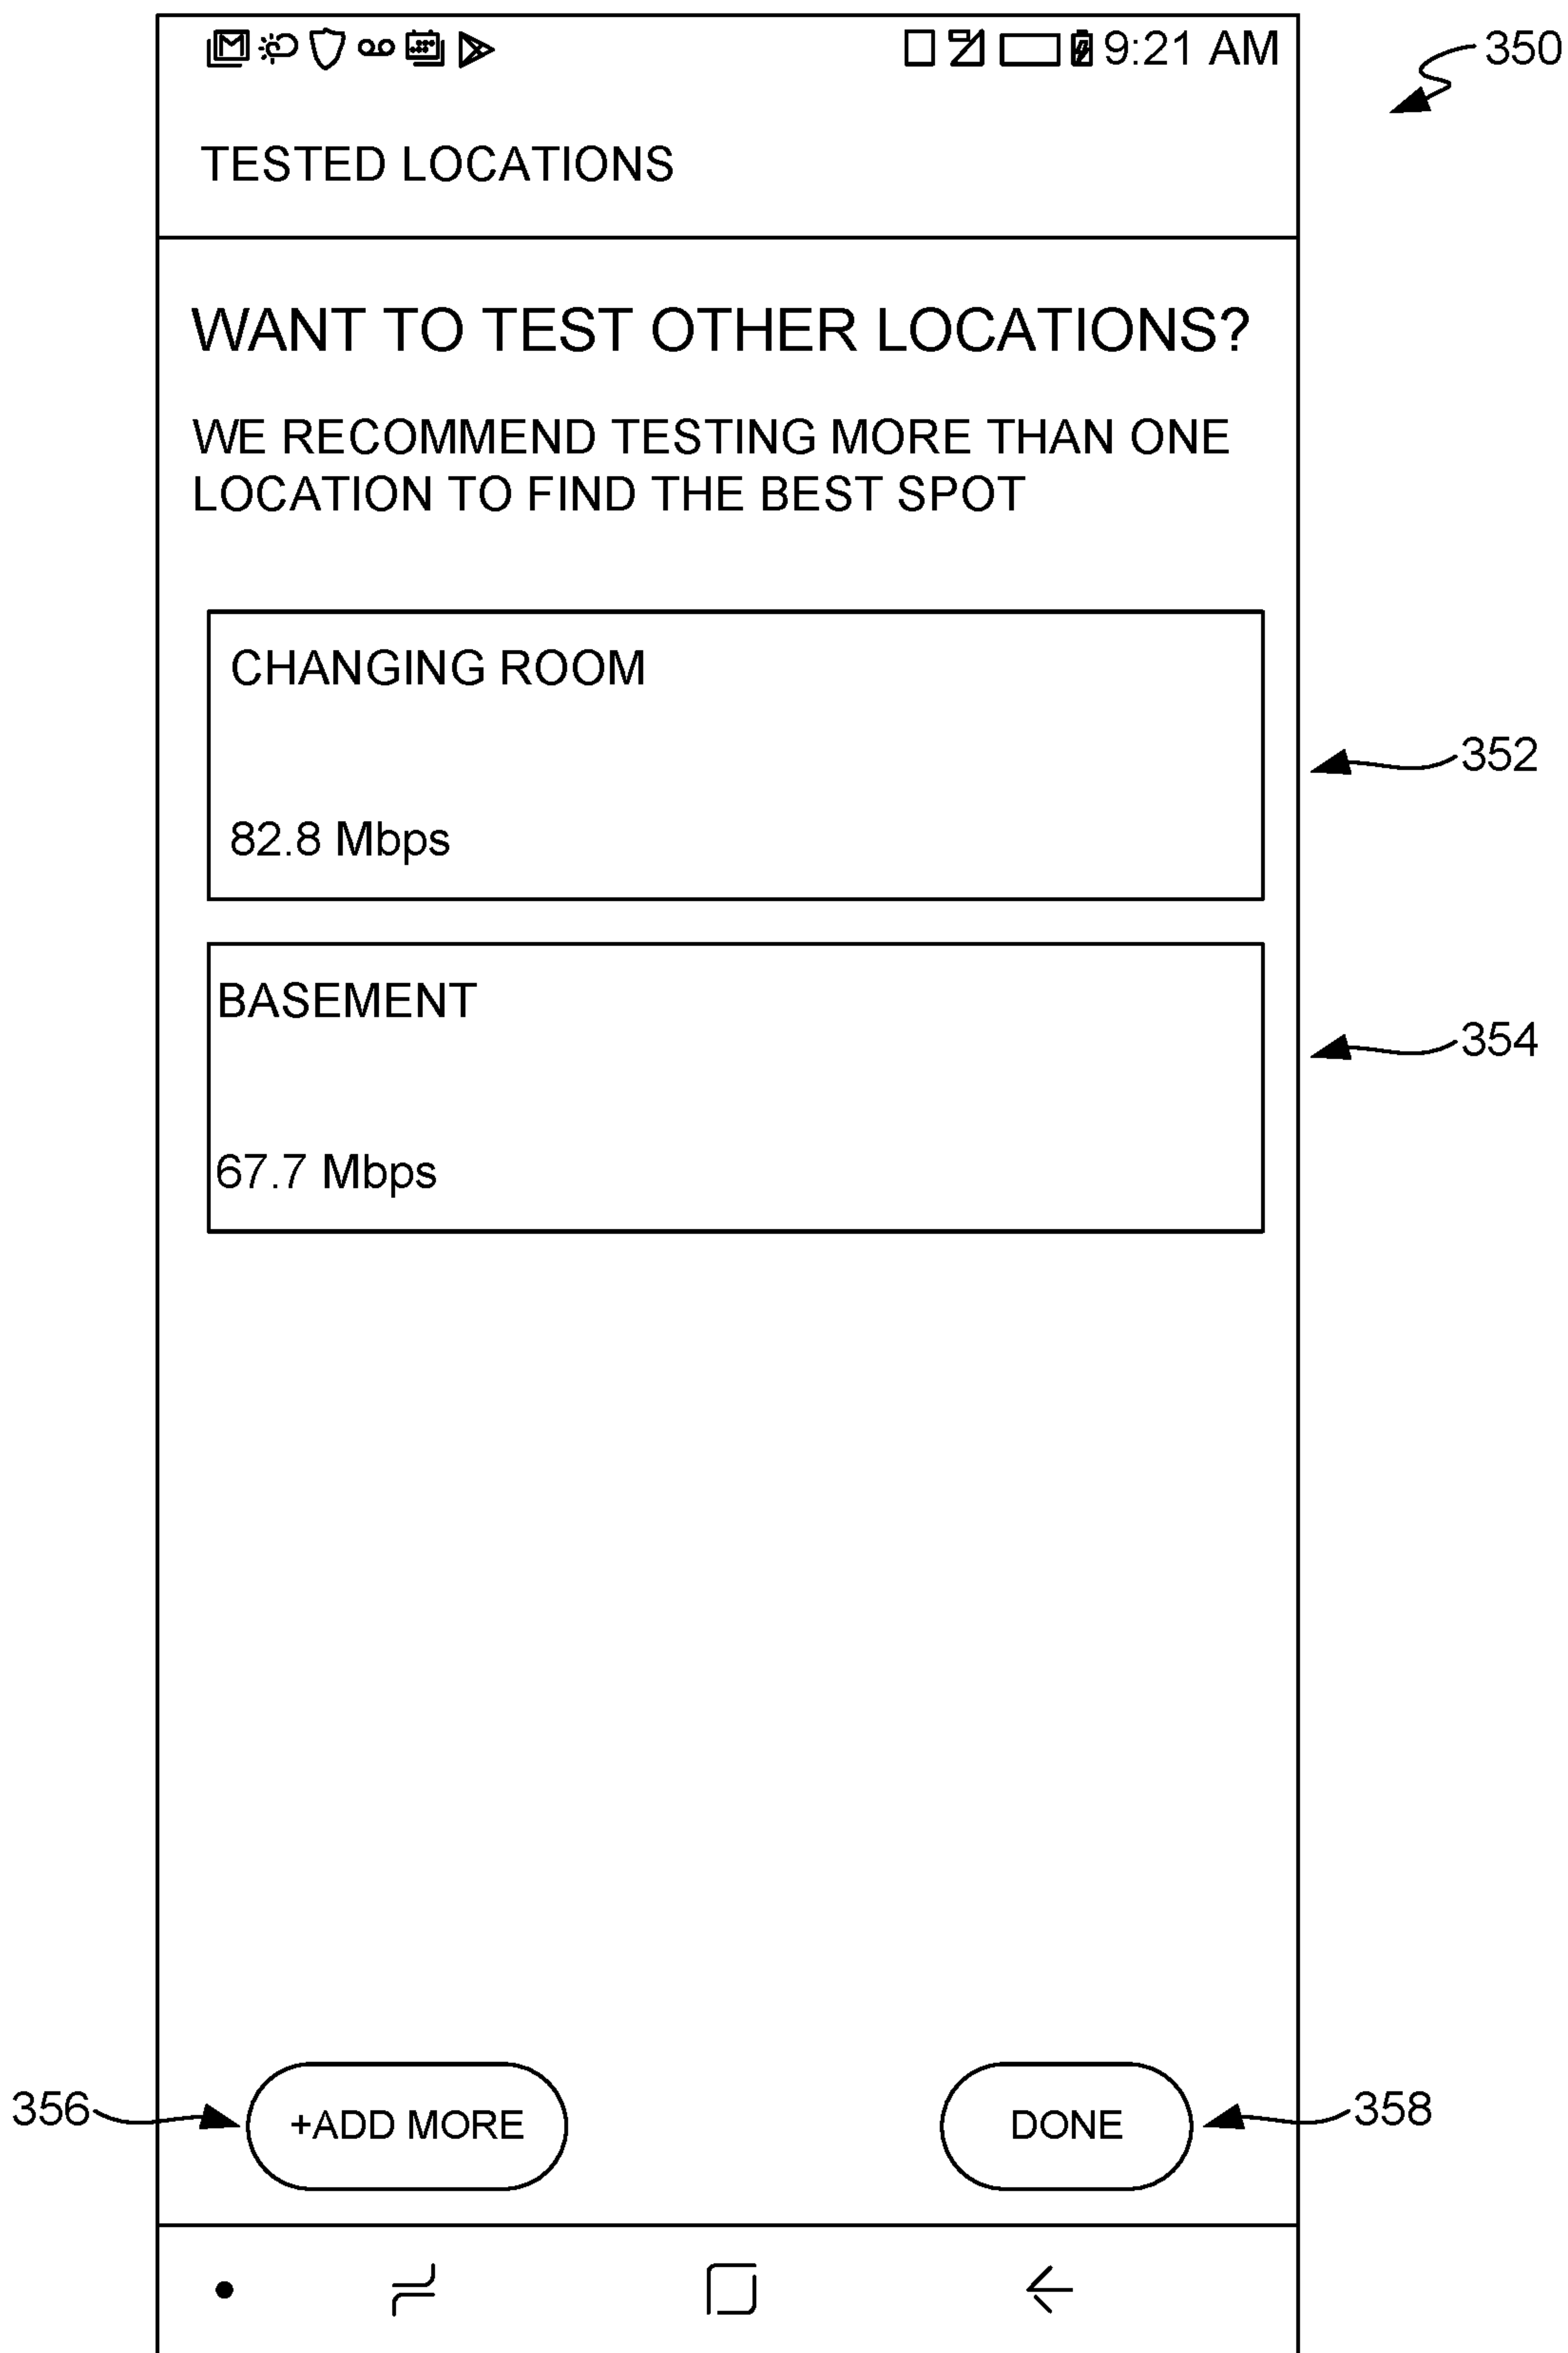 9:21 AM
350
TESTED LOCATIONS
WANT TO TEST OTHER LOCATIONS?
WE RECOMMEND TESTING MORE THAN ONE
LOCATION TO FIND THE BEST SPOT
CHANGING ROOM
352
82.8 Mbps
BASEMENT
354
67.7 Mbps
356
+ADD MORE
DONE
358